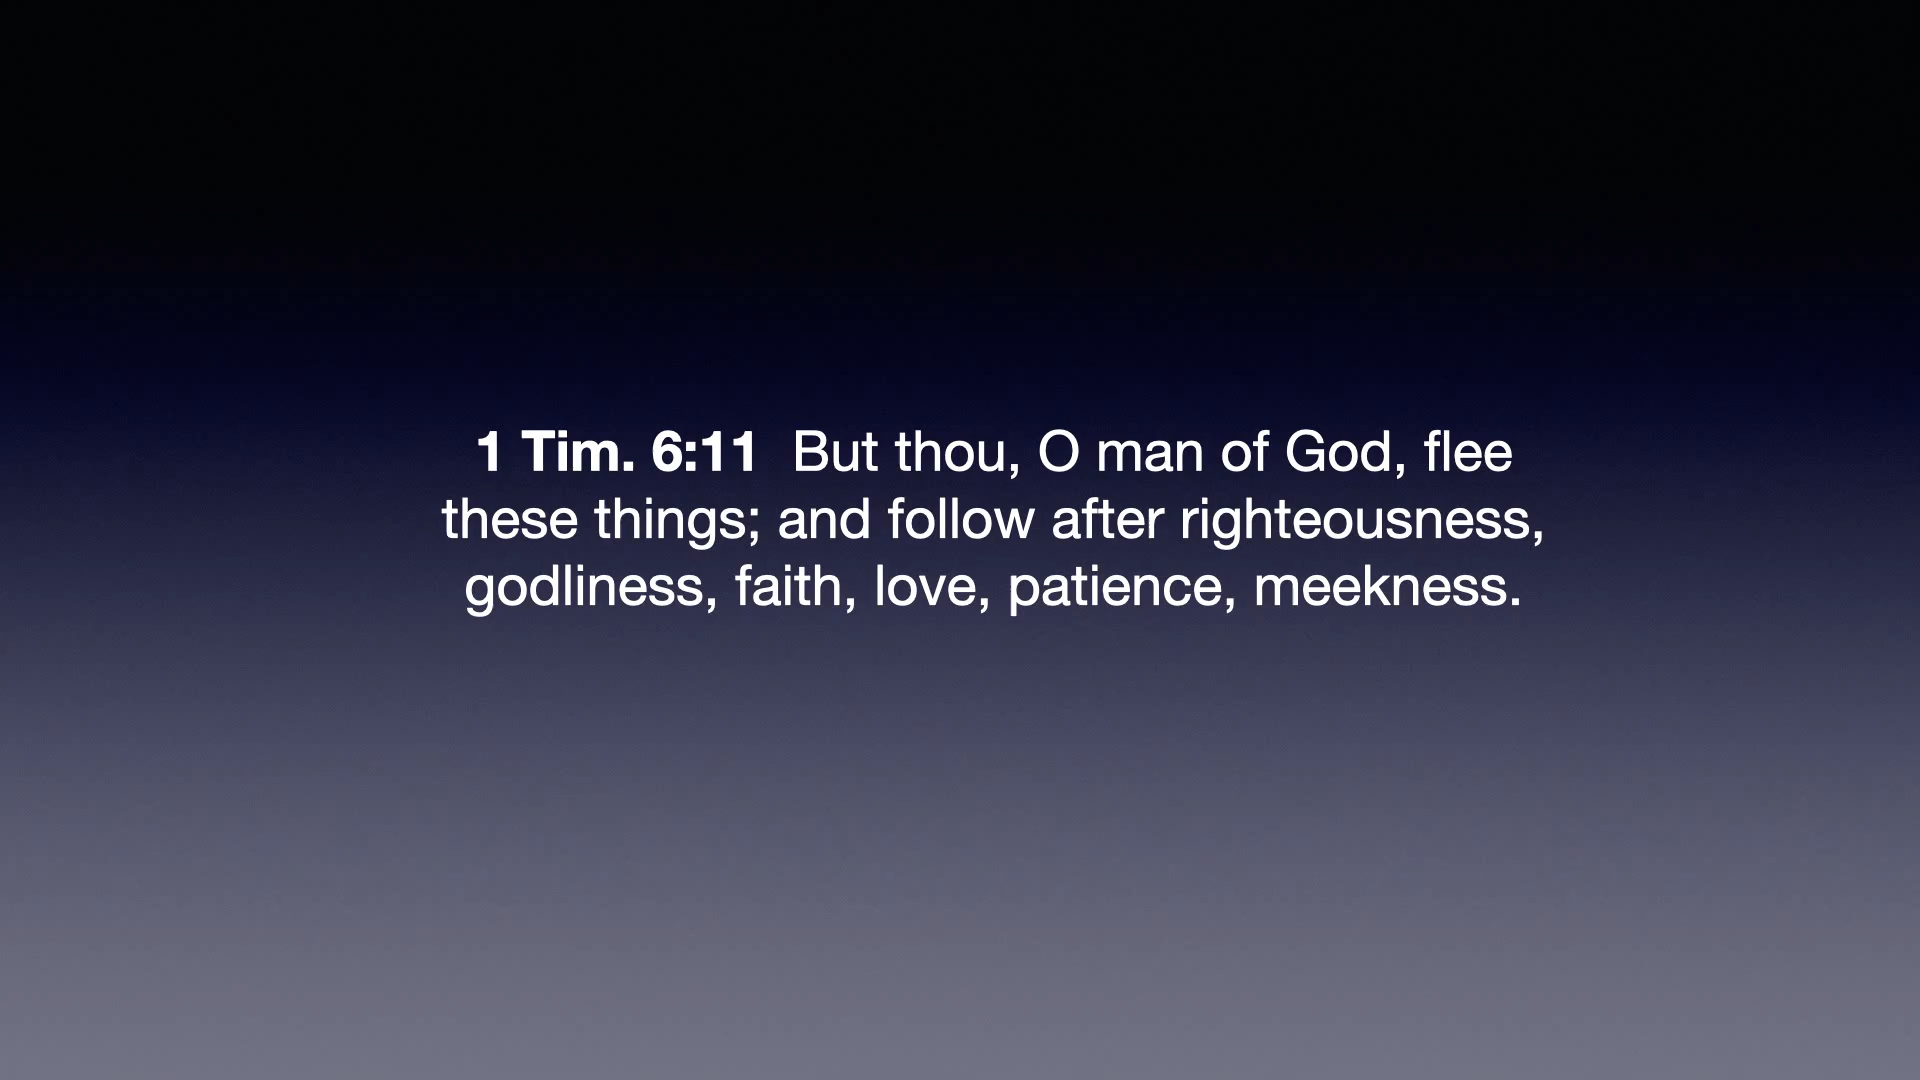 1 Tim. 6:11  But thou, O man of God, flee
these things; and follow after righteousness,
godliness, faith, love, patience, meekness.